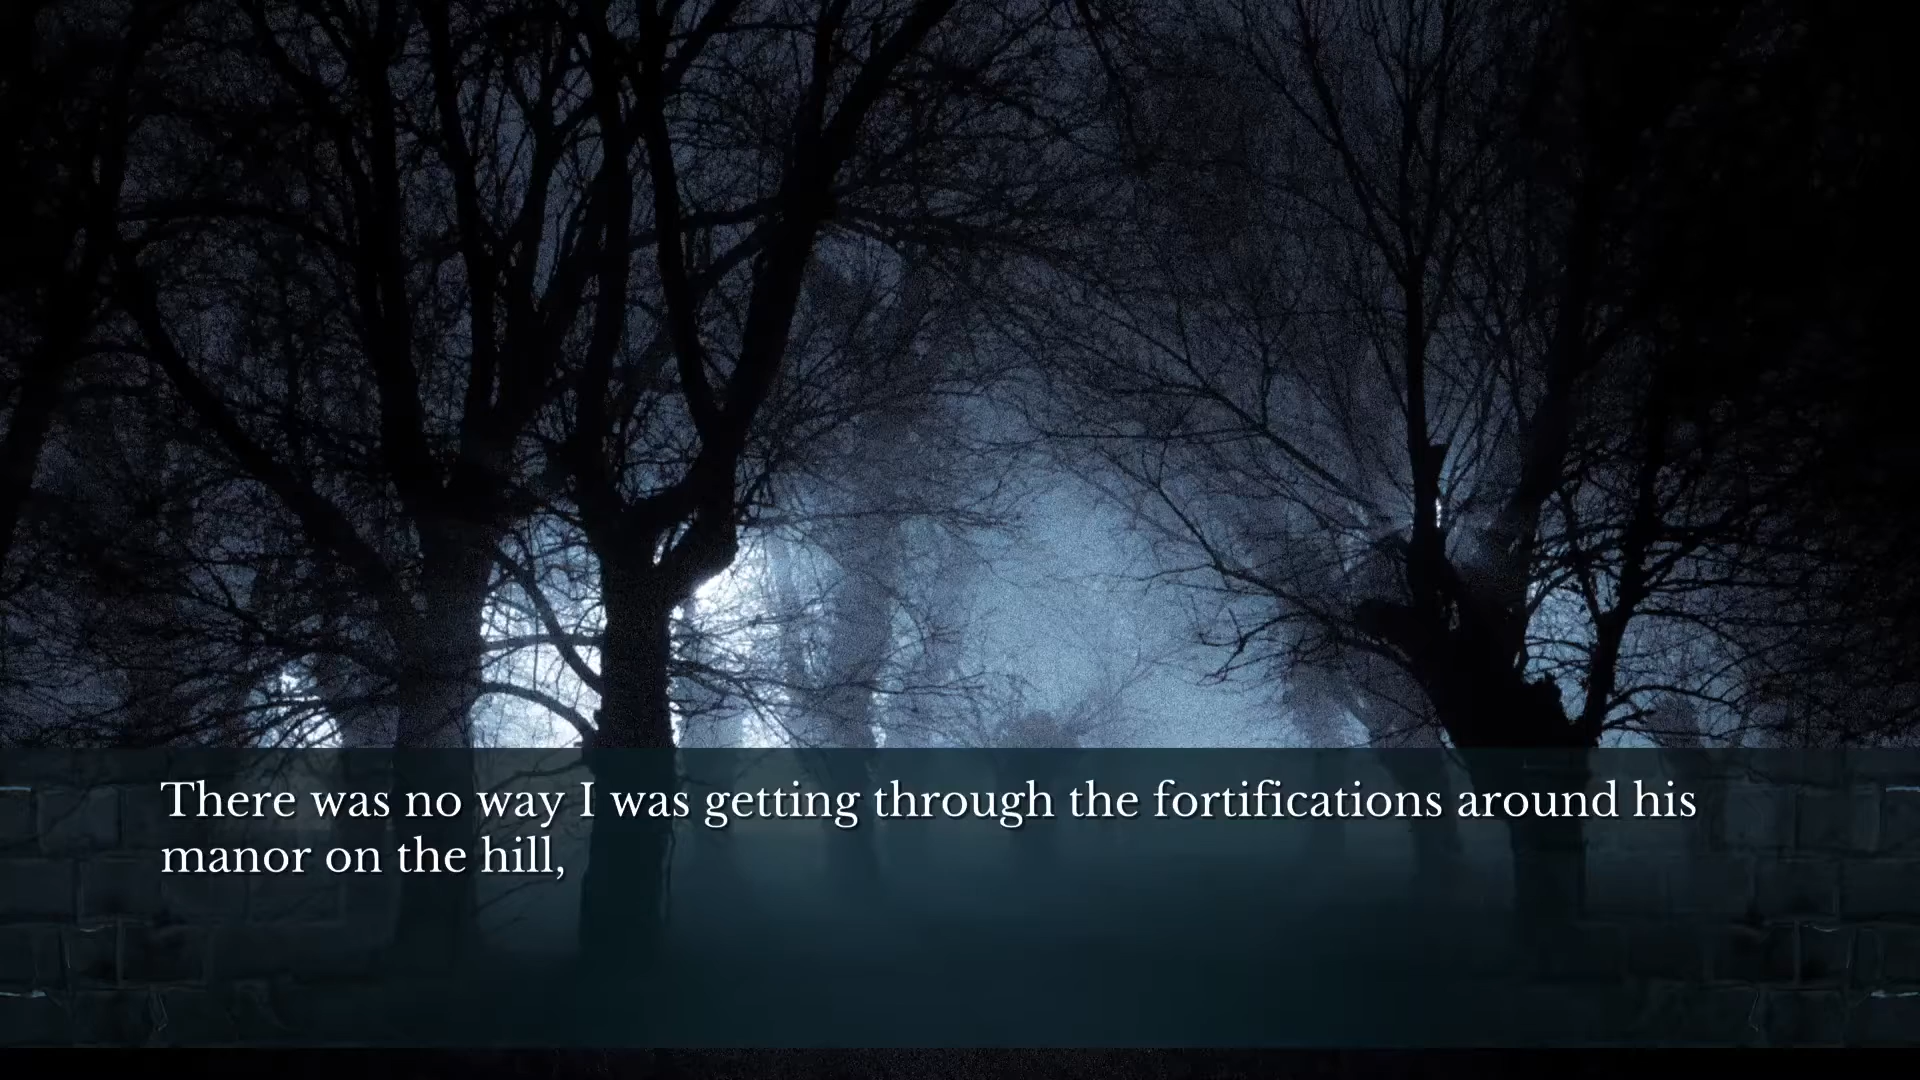 There was no way I was getting through the fortifications around his
manor on the hill,